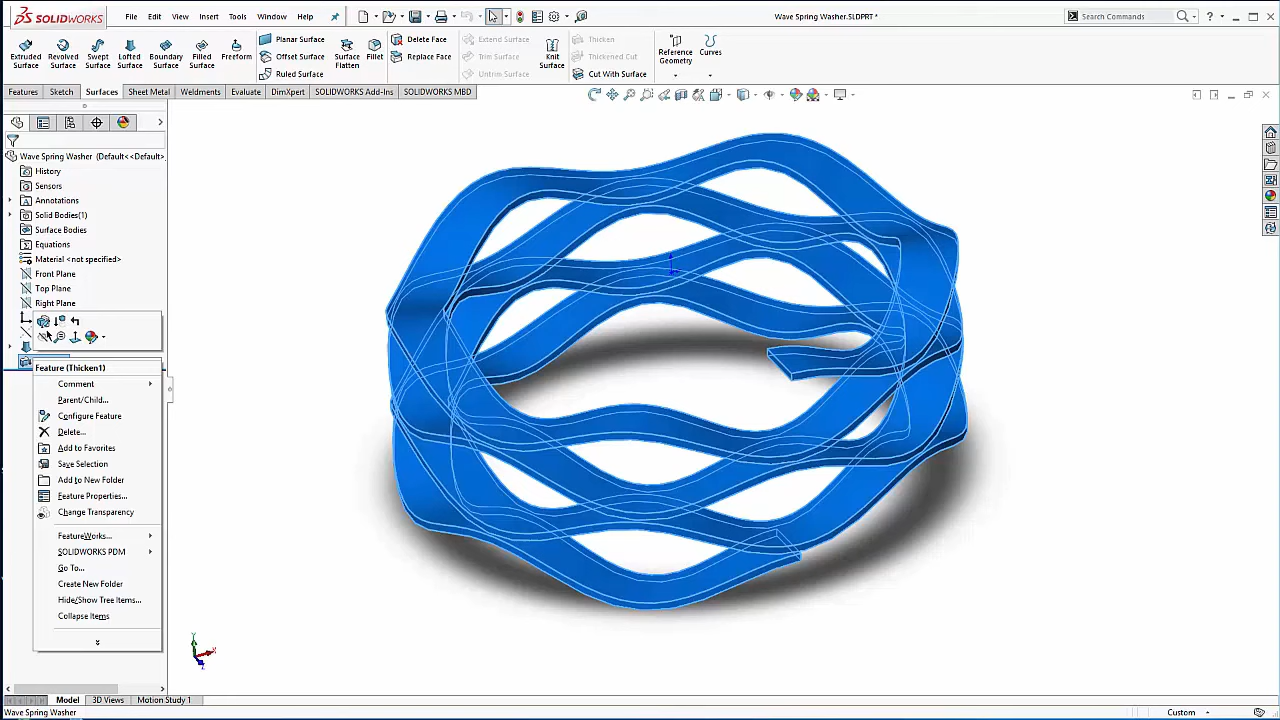 SOLIDWORKS File Edit View Insert Tools Window Help Wave Spring Washer.SLDPRT * Search Commands ?
Extruded Surface Revolved Surface Swept Surface Lofted Surface Boundary Surface Filled Surface Freeform
Planar Surface
Offset Surface
Ruled Surface
Surface Flatten
Fillet
Delete Face
Replace Face
Extend Surface
Trim Surface
Untrim Surface
Knit Surface
Thicken
Thickened Cut
Cut With Surface
Reference Geometry
Curves
Features Sketch Surfaces Sheet Metal Weldments Evaluate DimXpert SOLIDWORKS Add-Ins SOLIDWORKS MBD
Wave Spring Washer (Default<<Default>_
History
Sensors
Annotations
Solid Bodies(1)
Surface Bodies
Equations
Material <not specified>
Front Plane
Top Plane
Right Plane
Feature (Thicken1)
Comment
Parent/Child...
Configure Feature
Delete...
Add to Favorites
Save Selection
Add to New Folder
Feature Properties...
Change Transparency
FeatureWorks...
SOLIDWORKS PDM
Go To...
Create New Folder
Hide/Show Tree Items...
Collapse Items
Y
X
Z
Model 3D Views Motion Study 1
Wave Spring Washer Custom